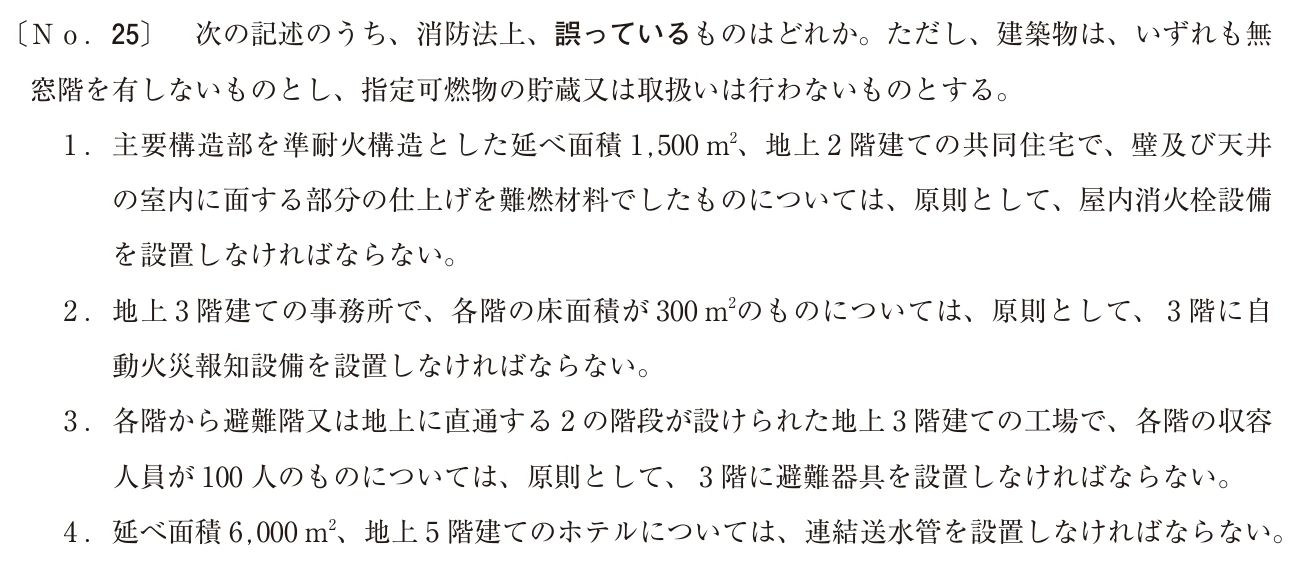 〔No. 25〕 次の記述のうち、消防法上、誤っているものはどれか。ただし、建築物は、いずれも無
窓階を有しないものとし、指定可燃物の貯蔵又は取扱いは行わないものとする。
1. 主要構造部を準耐火構造とした延べ面積1,500 m²、地上2階建ての共同住宅で、壁及び天井
の室内に面する部分の仕上げを難燃材料でしたものについては、原則として、屋内消火栓設備
を設置しなければならない。
2. 地上3階建ての事務所で、各階の床面積が300 m²のものについては、原則として、3階に自
動火災報知設備を設置しなければならない。
3. 各階から避難階又は地上に直通する2の階段が設けられた地上3階建ての工場で、各階の収容
人員が100人のものについては、原則として、3階に避難器具を設置しなければならない。
4. 延べ面積6,000 m²、地上5階建てのホテルについては、連結送水管を設置しなければならない。